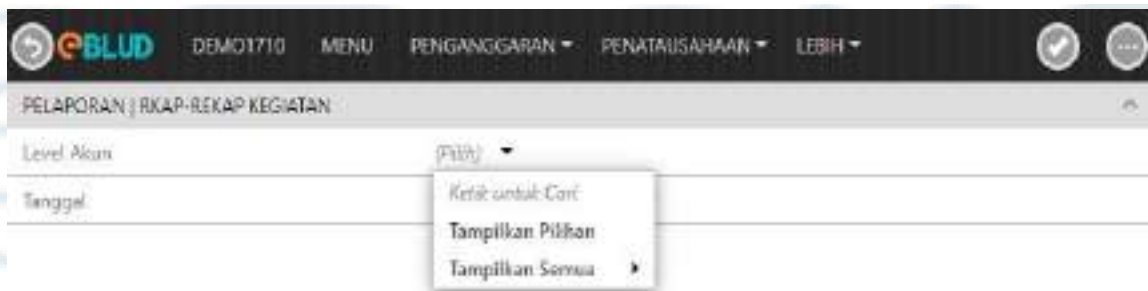 eBLUD DEMO1710 MENU PENGANGGARAN PENATAUSAHAAN LEBIH
PELAPORAN | RKAP-REKAP KEGIATAN
Level Akun (Pilih)
Tanggal
Ketik untuk Cari
Tampilkan Pilihan
Tampilkan Semua